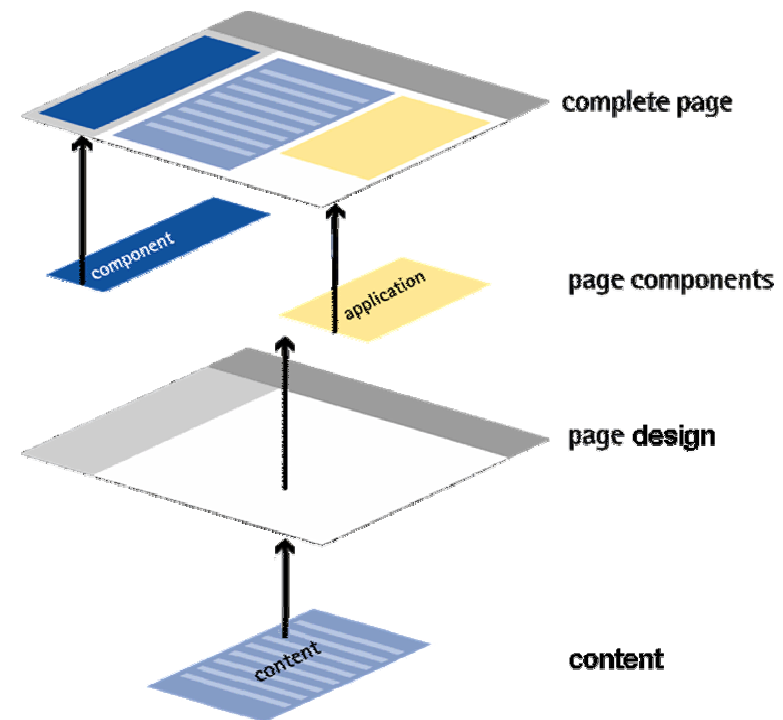 complete page
component
application
page components
page design
content
content